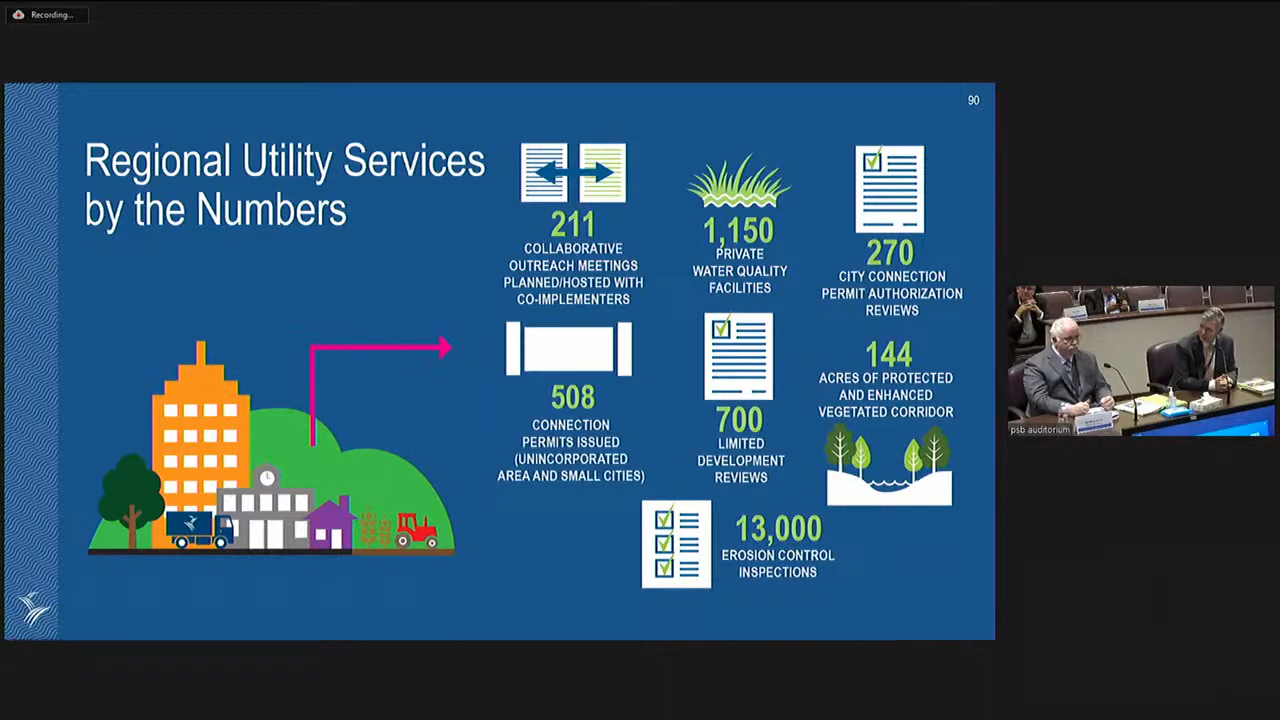 Recording...
90
Regional Utility Services
by the Numbers
211
COLLABORATIVE
OUTREACH MEETINGS
PLANNED/HOSTED WITH
CO-IMPLEMENTERS
1,150
PRIVATE
WATER QUALITY
FACILITIES
270
CITY CONNECTION
PERMIT AUTHORIZATION
REVIEWS
508
CONNECTION
PERMITS ISSUED
(UNINCORPORATED
AREA AND SMALL CITIES)
700
LIMITED
DEVELOPMENT
REVIEWS
144
ACRES OF PROTECTED
AND ENHANCED
VEGETATED CORRIDOR
13,000
EROSION CONTROL
INSPECTIONS
psb auditorium